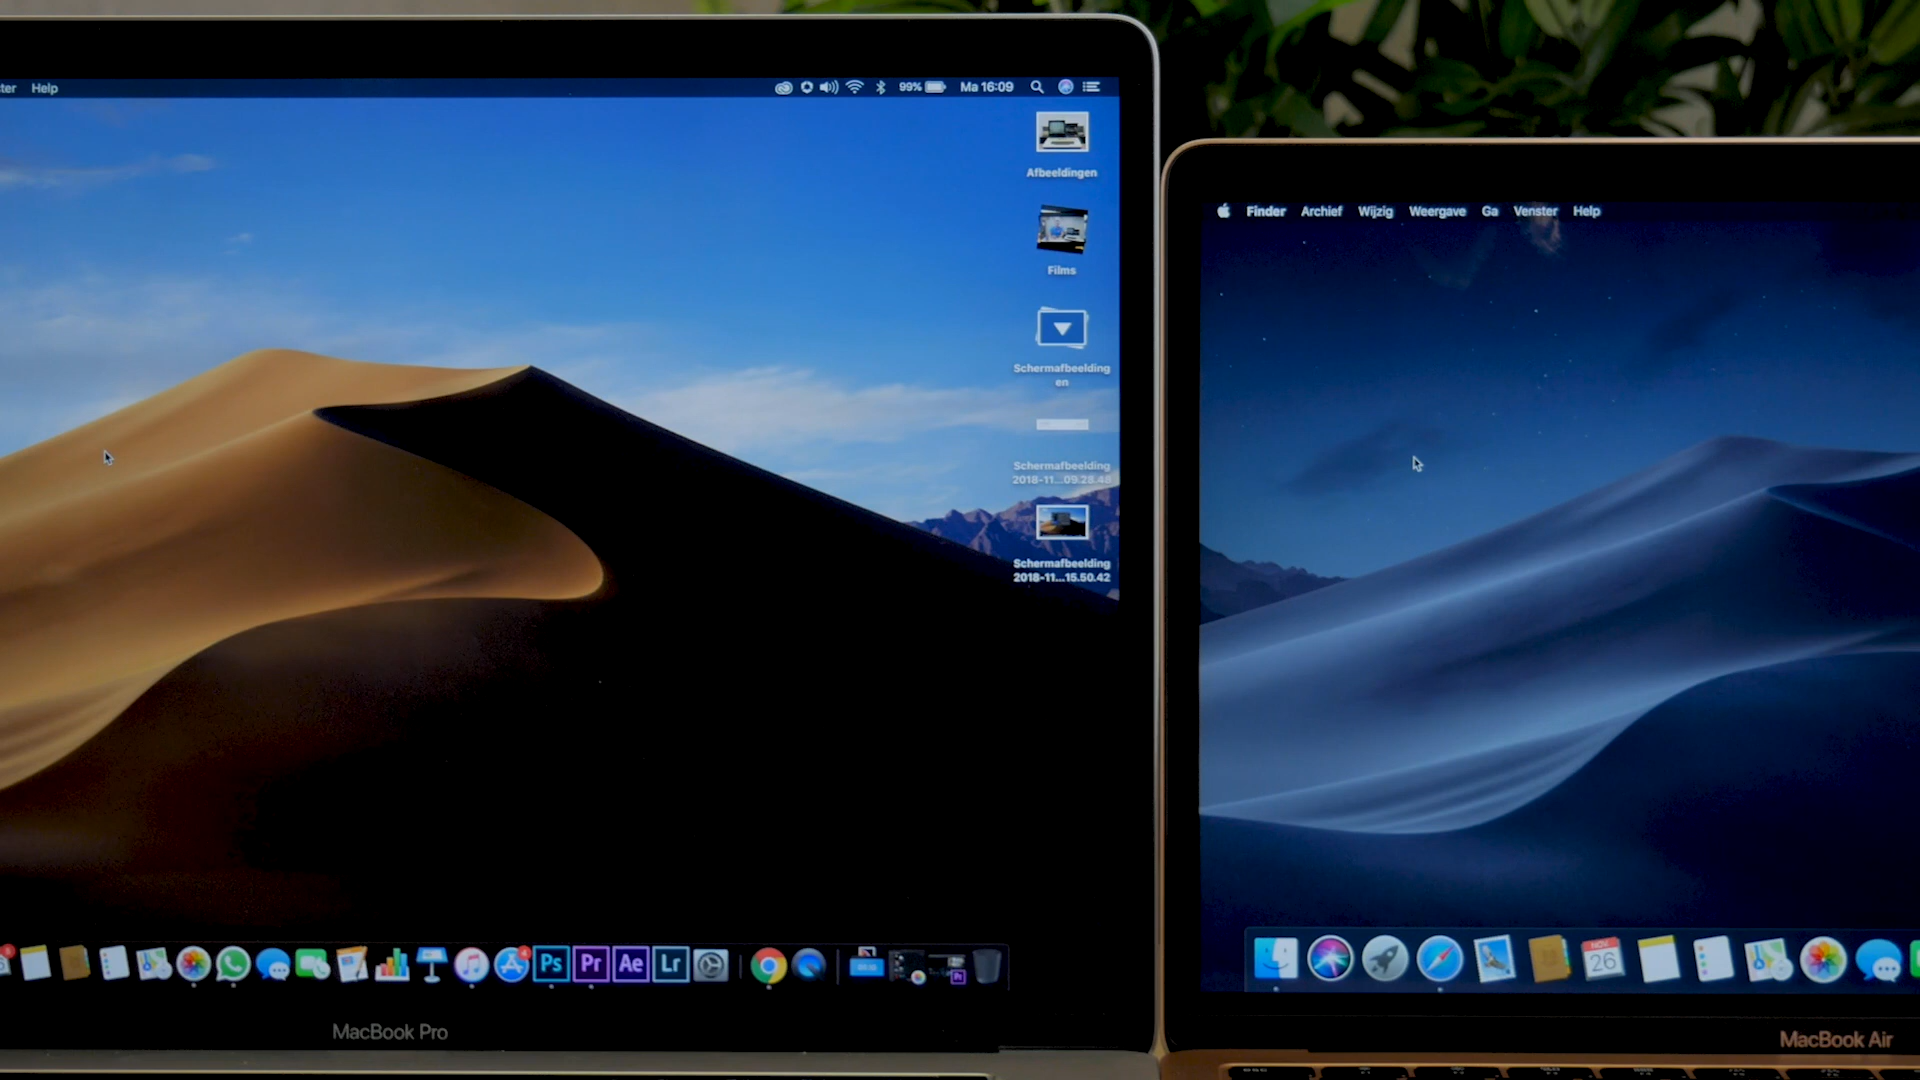 ter Help 99% Ma 16:09
Afbeeldingen
Films
Schermafbeelding
en
Schermafbeelding
2018-11...09.28.48
Schermafbeelding
2018-11...15.50.42
Ps Pr Ae Lr
MacBook Pro
Finder Archief Wijzig Weergave Ga Venster Help
NOV
26
MacBook Air